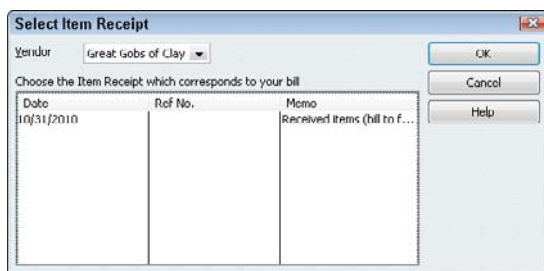 Select Item Receipt
Vendor Great Gobs of Clay OK
Choose the Item Receipt which corresponds to your bill Cancel
Date Ref No. Memo Help
10/31/2010 Received items (bill to f...